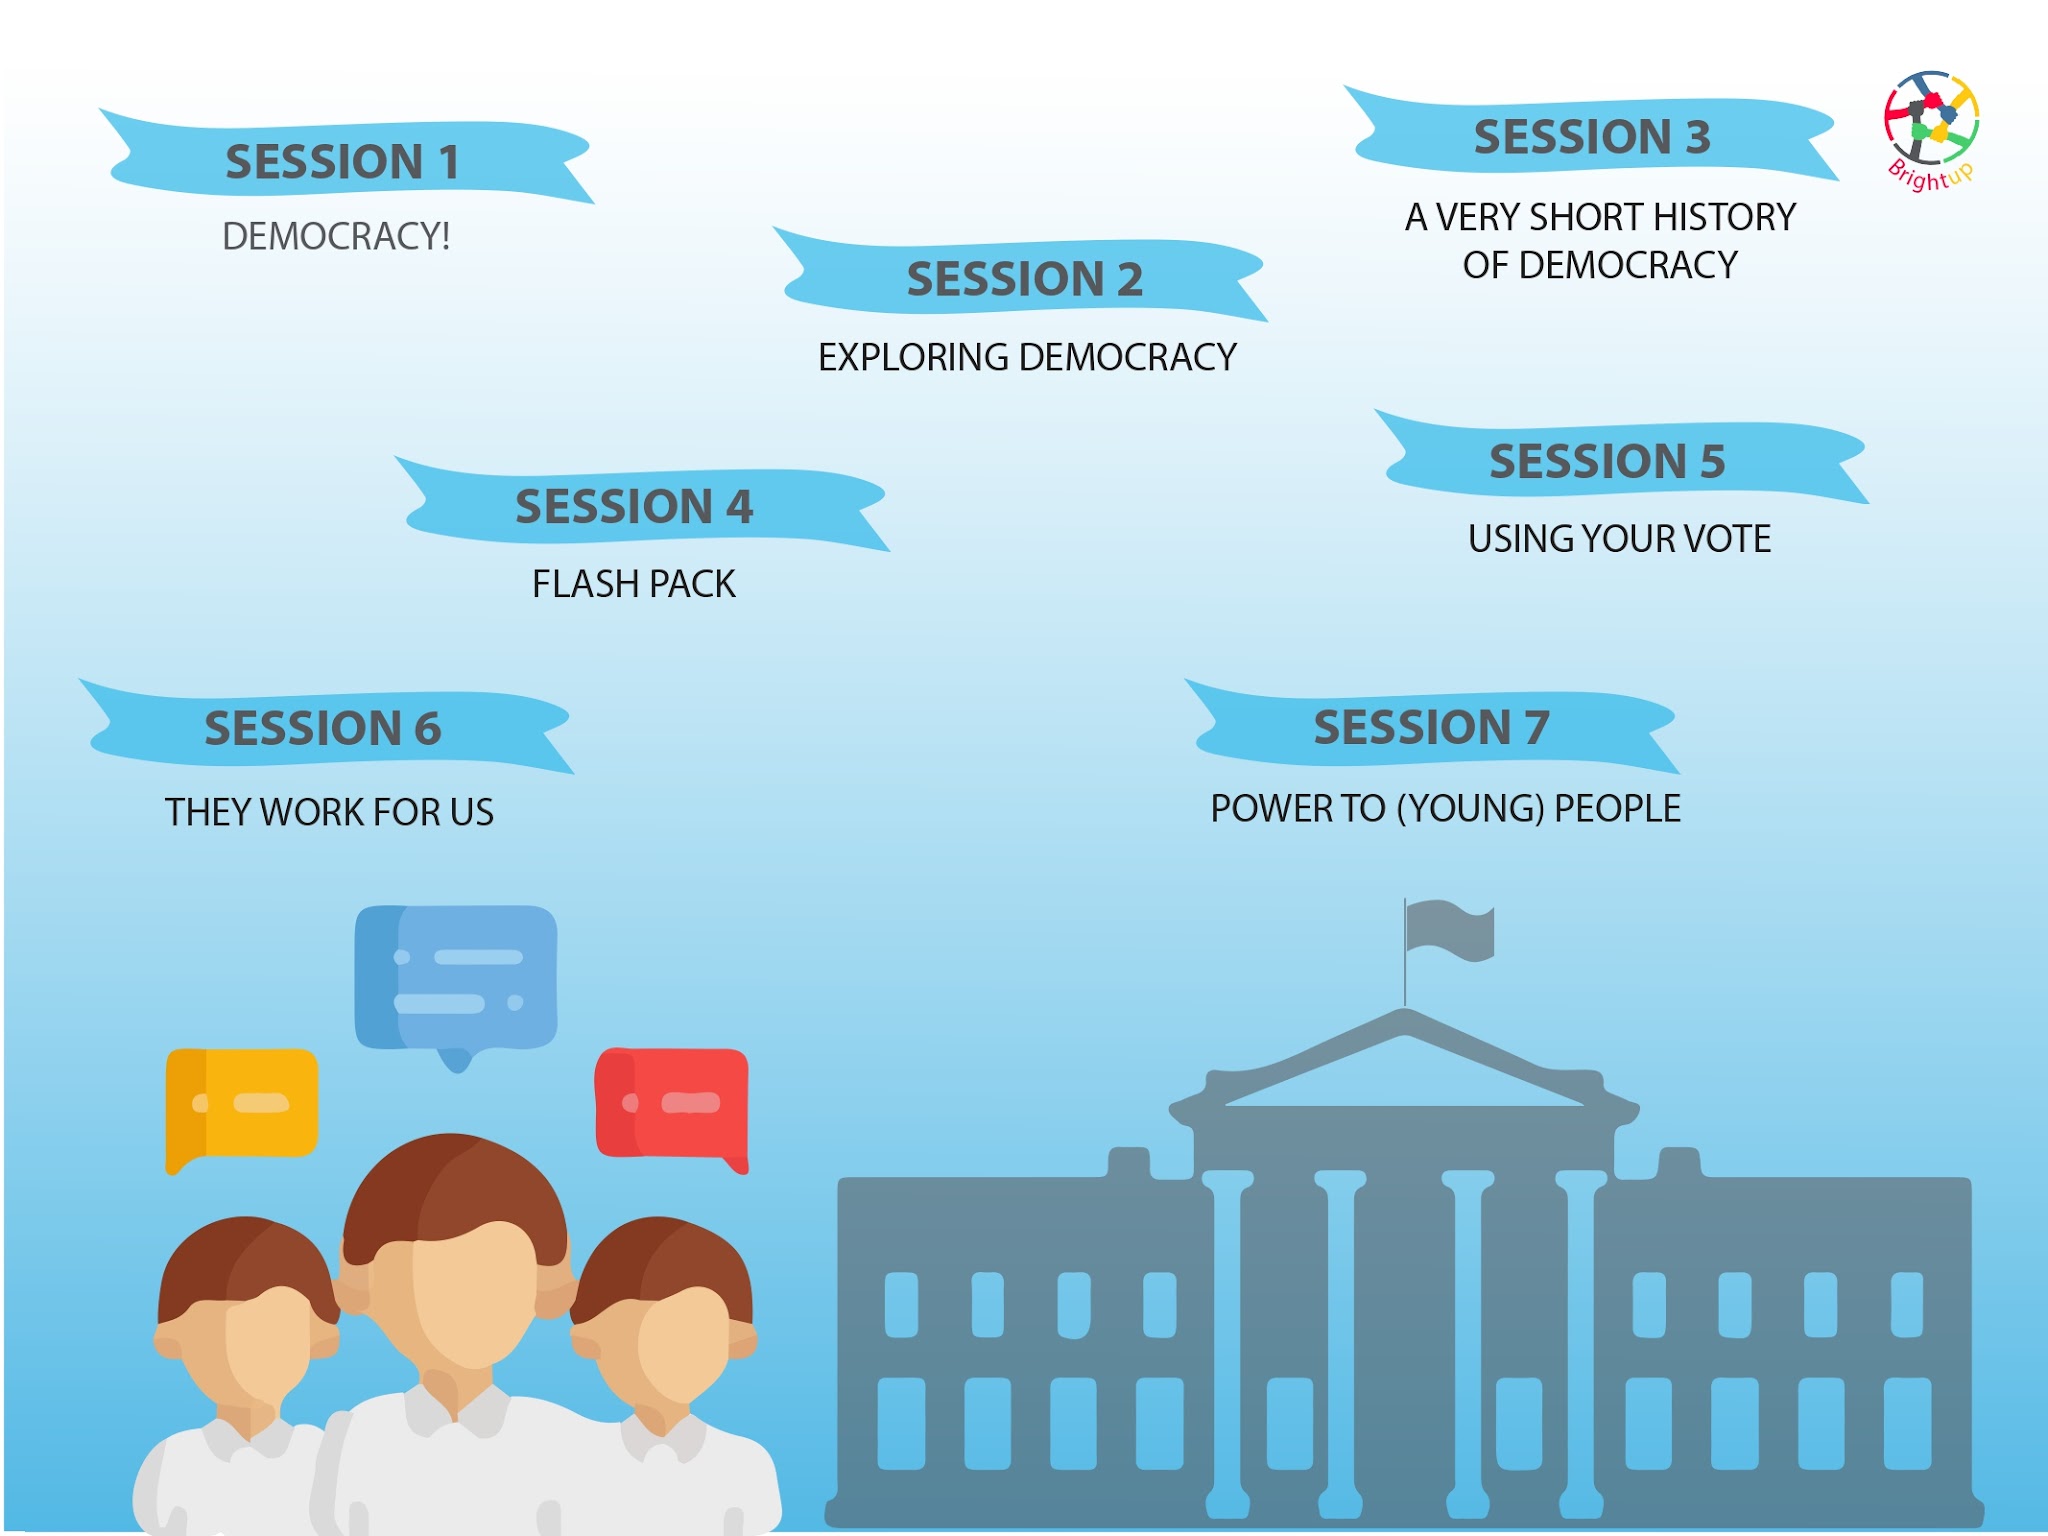 SESSION 1
DEMOCRACY!
SESSION 2
EXPLORING DEMOCRACY
SESSION 3
A VERY SHORT HISTORY
OF DEMOCRACY
Brightup
SESSION 4
FLASH PACK
SESSION 5
USING YOUR VOTE
SESSION 6
THEY WORK FOR US
SESSION 7
POWER TO (YOUNG) PEOPLE